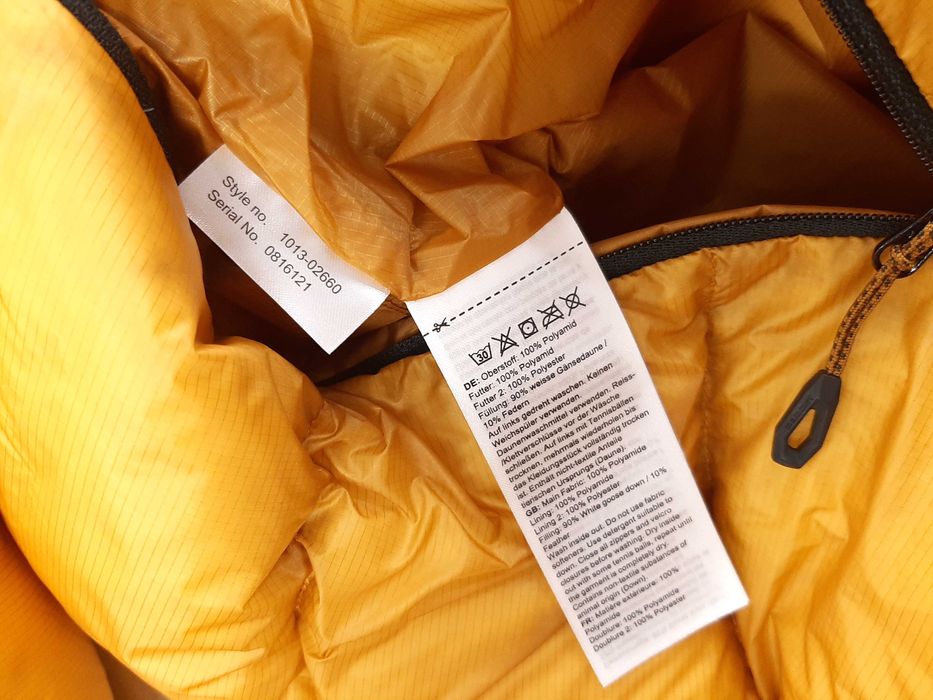 Style no. 1013-02660
Serial No. 0816121
30
DE: Oberstoff: 100% Polyamid
Futter: 100% Polyamid
Futter 2: 100% Polyester
Füllung: 90% weisse Gänsedaune /
10% Federn
Auf links gedreht waschen. Keinen
Weichspüler verwenden.
Daunenwaschmittel verwenden. Reiss-
/Klettverschlüsse vor der Wäsche
schließen. Auf links mit Tennisbällen
trocknen, mehrmals wiederholen bis
das Kleidungsstück vollständig trocken
ist. Enthält nicht-textile Anteile
tierischen Ursprungs (Daune).
GB: Main Fabric: 100% Polyamide
Lining: 100% Polyamide
Lining 2: 100% Polyester
Filling: 90% White goose down / 10%
Feather
Wash inside out. Do not use fabric
softeners. Use detergent suitable to
down. Close all zippers and velcro
closures before washing. Dry inside
out with some tennis balls, repeat until
the garment is completely dry.
Contains non-textile substances of
animal origin (Down).
FR: Matière extérieure: 100%
Polyamide
Doublure: 100% Polyamide
Doublure 2: 100% Polyester